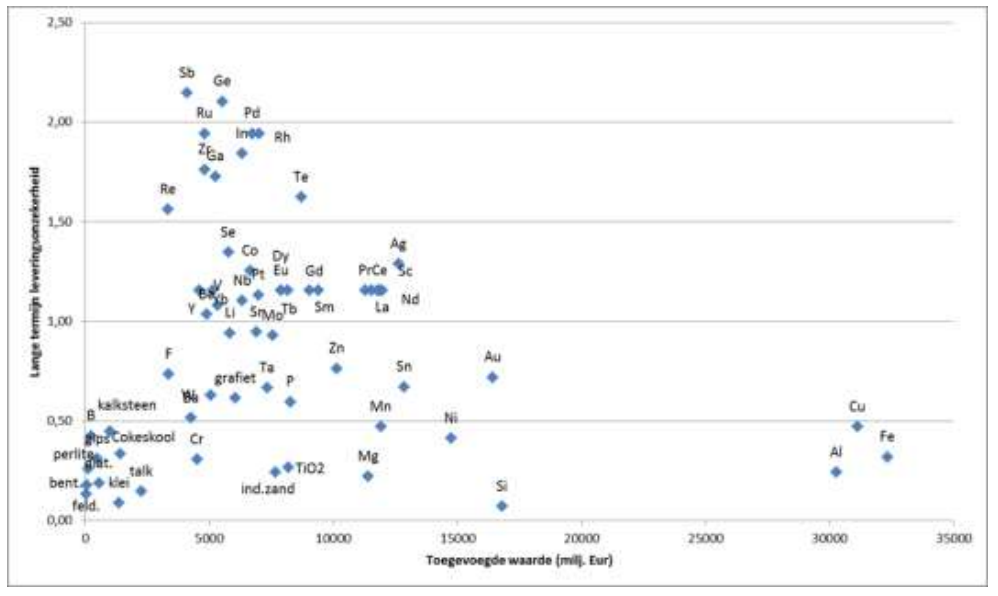 2,50
Sb
Ge
2,00
Ru
Pd
In
Rh
Zr
Ga
Te
Re
1,50
Se
Co
Dy
Ag
Eu
Gd
PrCe
Sc
Nb
Pt
V
Nd
Y
Li
Sr
Mo
Tb
Sm
La
1,00
F
Zn
Ta
Sn
Au
grafiet
P
kalksteen
W
B
Mn
Ni
Cu
0,50
gips
Cokeskool
Cr
Fe
perlite
talk
TiO2
Mg
Al
bent.
klei
ind.zand
Si
feld.
0,00
0
5000
10000
15000
20000
25000
30000
35000
Lange termijn leveringsonzekerheid
Toegevoegde waarde (milj. Eur)